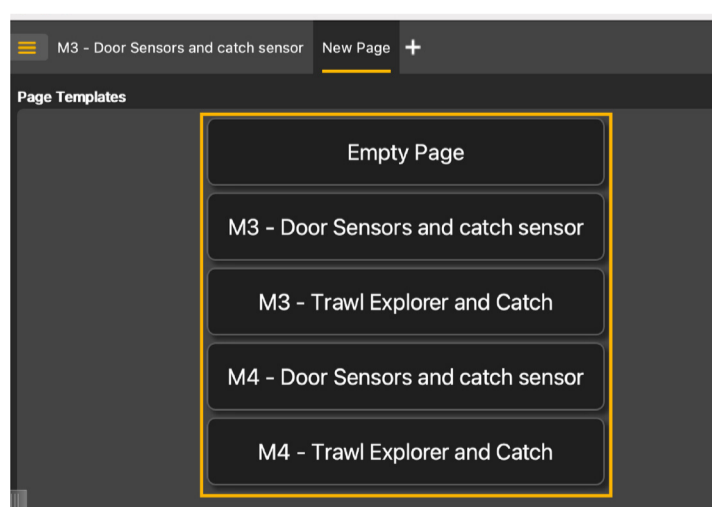 M3 - Door Sensors and catch sensor New Page +
Page Templates
Empty Page
M3 - Door Sensors and catch sensor
M3 - Trawl Explorer and Catch
M4 - Door Sensors and catch sensor
M4 - Trawl Explorer and Catch